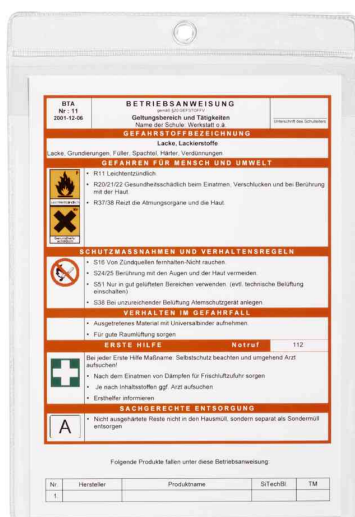 BTA
Nr.: 11
2001-12-06
BETRIEBSANWEISUNG
gemäß §20 GEFSTOFFV
Geltungsbereich und Tätigkeiten
Name der Schule: Werkstatt o.ä.
Unterschrift des Schulleiters
GEFAHRSTOFFBEZEICHNUNG
Lacke, Lackierstoffe
Lacke, Grundierungen, Füller, Spachtel, Härter, Verdünnungen
GEFAHREN FÜR MENSCH UND UMWELT
Leichtentzündlich
Gesundheitsschädlich
• R11 Leichtentzündlich
• R20/21/22 Gesundheitsschädlich beim Einatmen, Verschlucken und bei Berührung
mit der Haut.
• R37/38 Reizt die Atmungsorgane und die Haut.
SCHUTZMASSNAHMEN UND VERHALTENSREGELN
• S16 Von Zündquellen fernhalten-Nicht rauchen
• S24/25 Berührung mit den Augen und der Haut vermeiden.
• S51 Nur in gut gelüfteten Bereichen verwenden. (evtl. technische Belüftung
einschalten)
• S38 Bei unzureichender Belüftung Atemschutzgerät anlegen.
VERHALTEN IM GEFAHRFALL
• Ausgetretenes Material mit Universalbinder aufnehmen.
• Für gute Raumlüftung sorgen
ERSTE HILFE Notruf 112
Bei jeder Erste Hilfe Maßname: Selbstschutz beachten und umgehend Arzt
aufsuchen!
• Nach dem Einatmen von Dämpfen für Frischluftzufuhr sorgen
• Je nach Inhaltsstoffen ggf. Arzt aufsuchen
• Ersthelfer informieren
SACHGERECHTE ENTSORGUNG
A
• Nicht ausgehärtete Reste nicht in den Hausmüll, sondern separat als Sondermüll
entsorgen
Folgende Produkte fallen unter diese Betriebsanweisung.
Nr. Hersteller Produktname SiTechBl. TM
1.